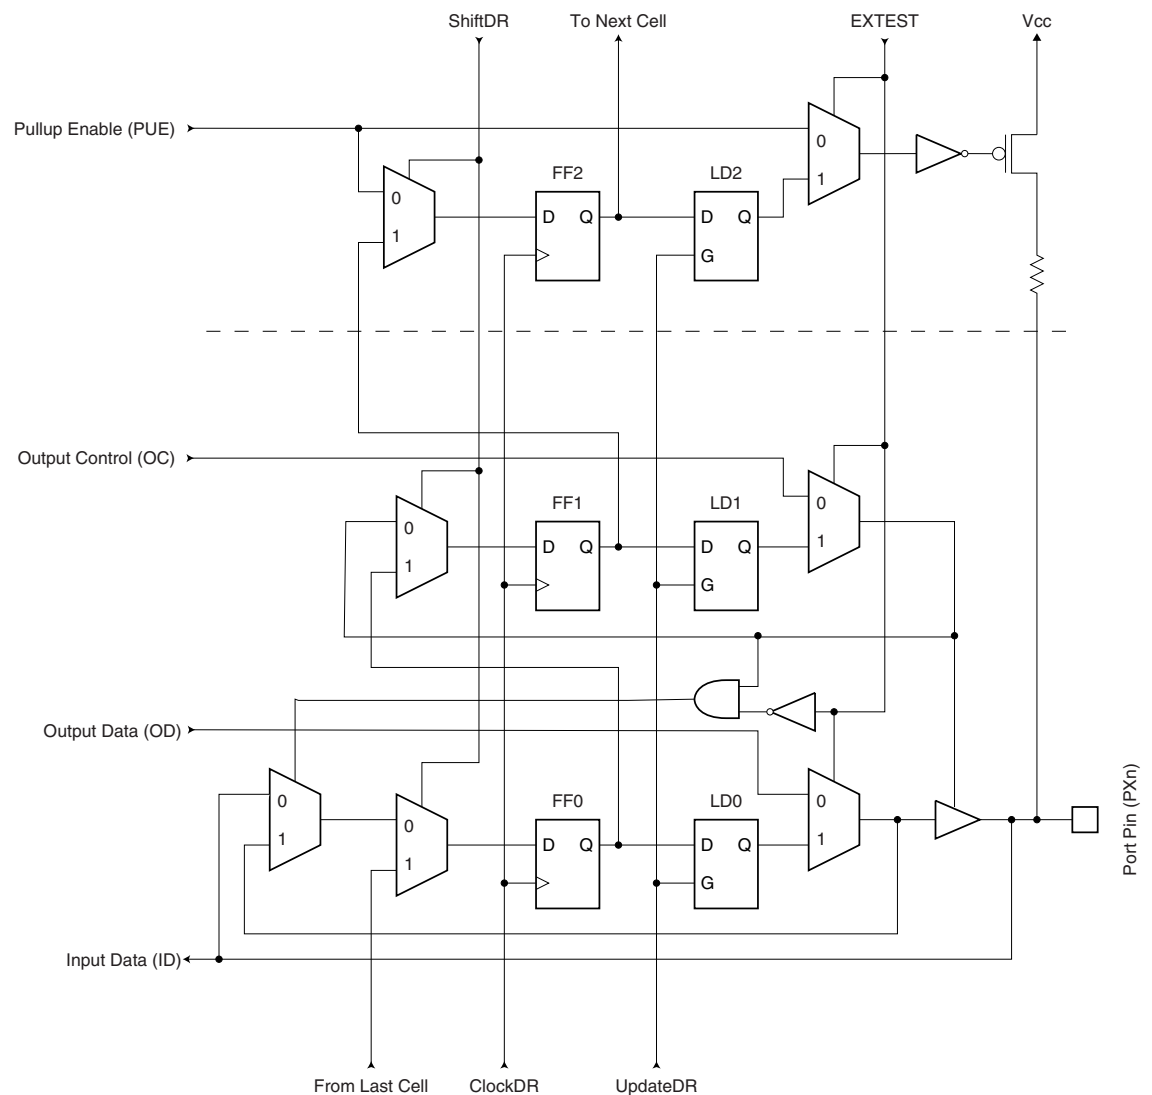 ShiftDR
To Next Cell
EXTEST
Vcc
Pullup Enable (PUE)
0
1
FF2
D Q
LD2
D Q
G
0
1
Output Control (OC)
0
1
FF1
D Q
LD1
D Q
G
0
1
Output Data (OD)
0
1
0
1
FF0
D Q
LD0
D Q
G
0
1
Port Pin (PXn)
Input Data (ID)
From Last Cell
ClockDR
UpdateDR